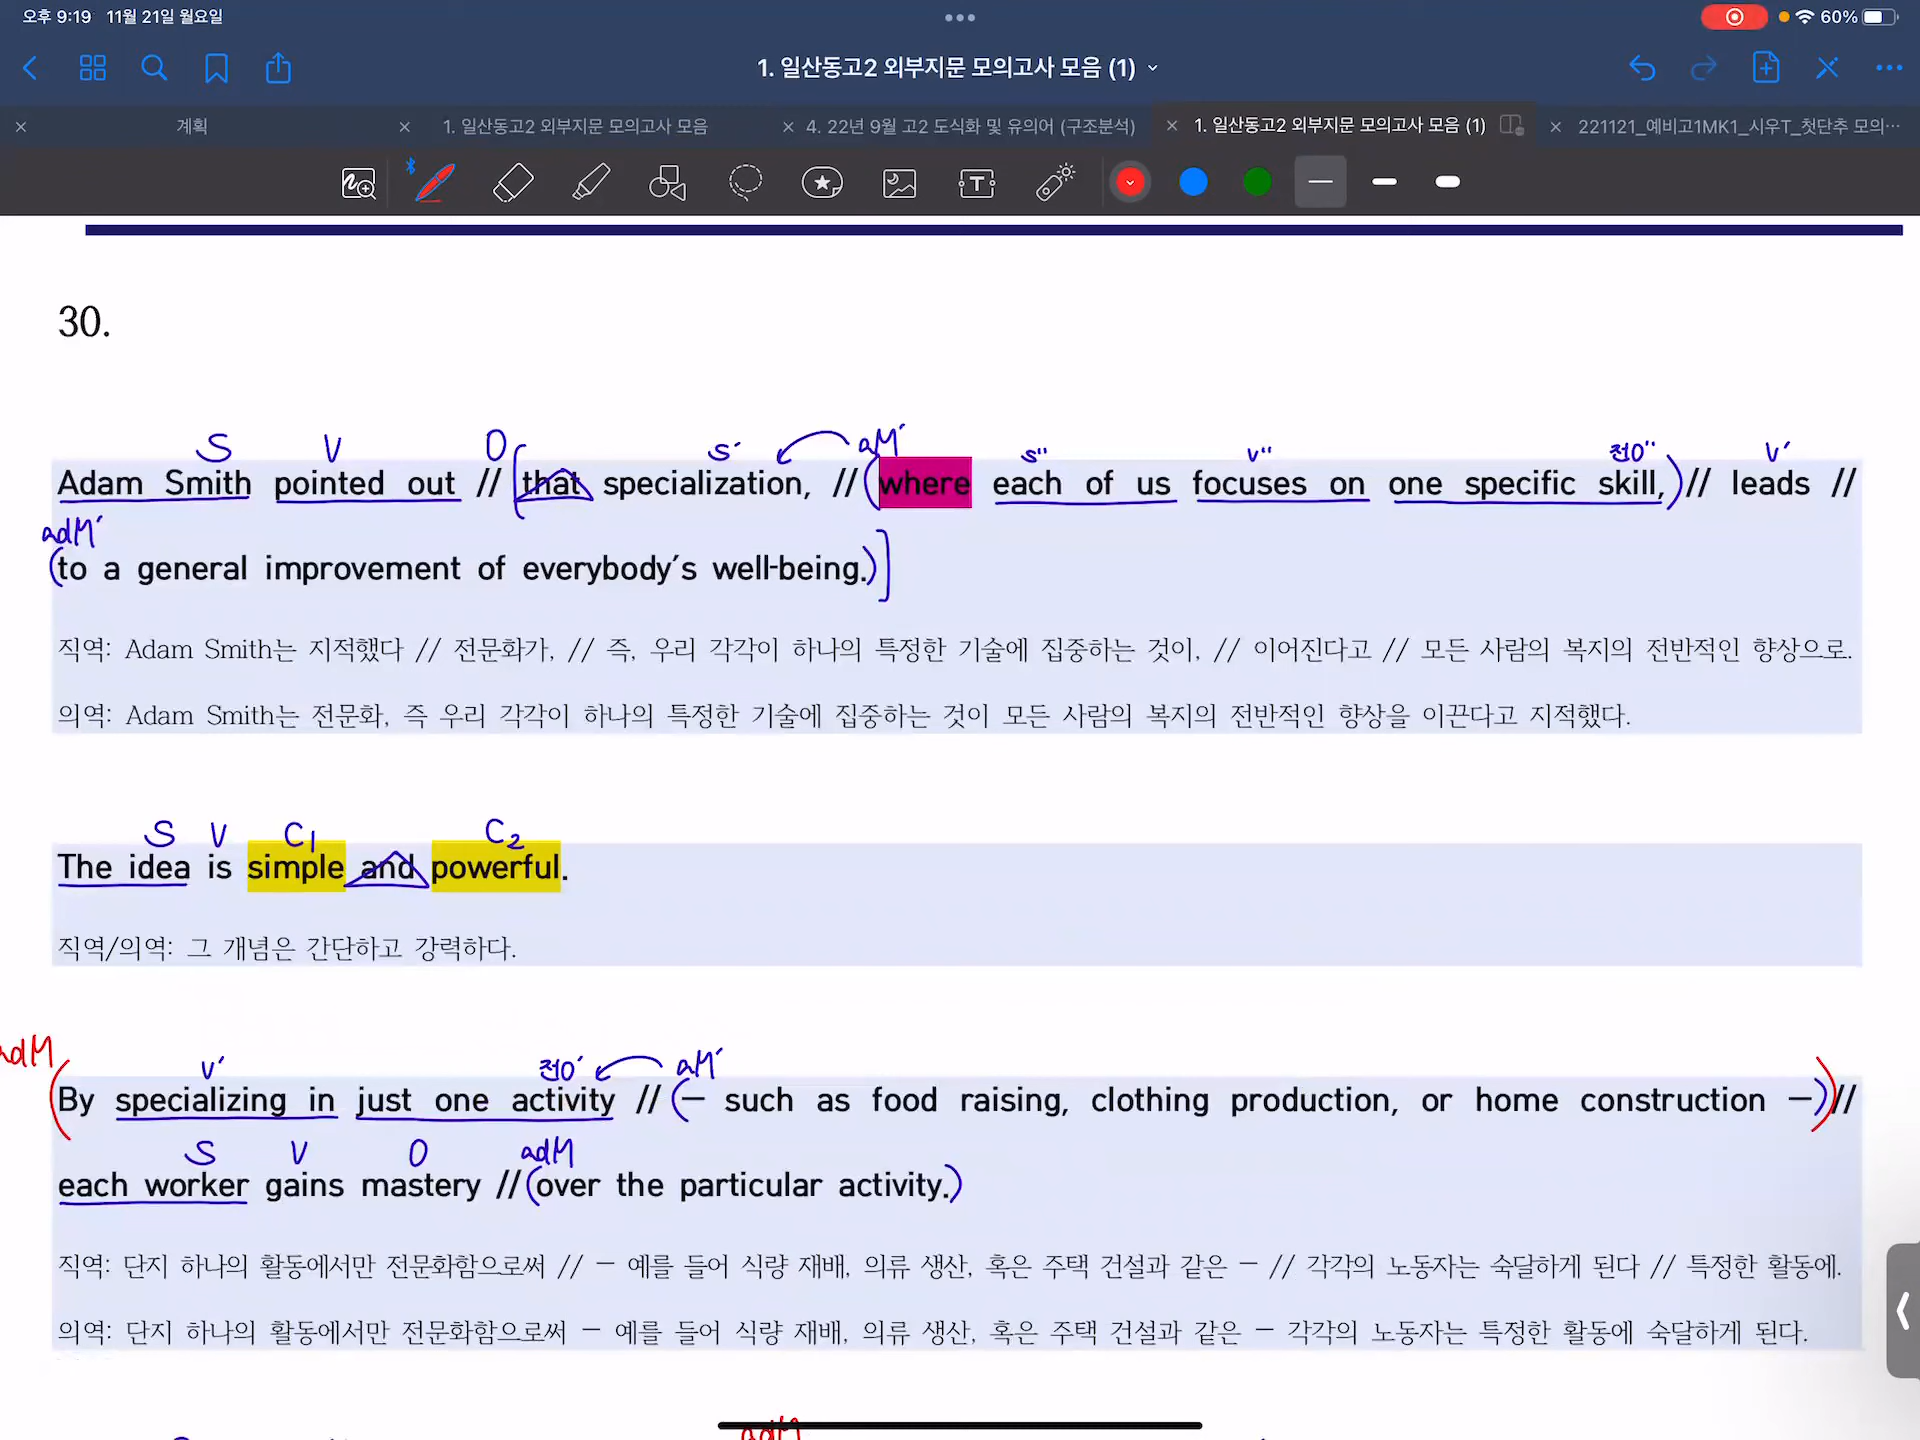 오후 9:19 11월 21일 월요일
60%
1. 일산동고2 외부지문 모의고사 모음 (1)
계획
1. 일산동고2 외부지문 모의고사 모음
4. 22년 9월 고2 도식화 및 유의어 (구조분석)
1. 일산동고2 외부지문 모의고사 모음 (1)
221121_예비고1MK1_시우T_첫단추 모의…
30.
S V O S' aM' S" V" 전O" V'
Adam Smith pointed out // [that specialization, // (where each of us focuses on one specific skill,) // leads //
adM'
(to a general improvement of everybody's well-being.)]
직역: Adam Smith는 지적했다 // 전문화가, // 즉, 우리 각각이 하나의 특정한 기술에 집중하는 것이, // 이어진다고 // 모든 사람의 복지의 전반적인 향상으로.
의역: Adam Smith는 전문화, 즉 우리 각각이 하나의 특정한 기술에 집중하는 것이 모든 사람의 복지의 전반적인 향상을 이끈다고 지적했다.
S V C1 C2
The idea is simple and powerful.
직역/의역: 그 개념은 간단하고 강력하다.
adM V' 전O' aM'
(By specializing in just one activity // (– such as food raising, clothing production, or home construction –)) //
S V O adM
each worker gains mastery // (over the particular activity.)
직역: 단지 하나의 활동에서만 전문화함으로써 // – 예를 들어 식량 재배, 의류 생산, 혹은 주택 건설과 같은 – // 각각의 노동자는 숙달하게 된다 // 특정한 활동에.
의역: 단지 하나의 활동에서만 전문화함으로써 – 예를 들어 식량 재배, 의류 생산, 혹은 주택 건설과 같은 – 각각의 노동자는 특정한 활동에 숙달하게 된다.
adM